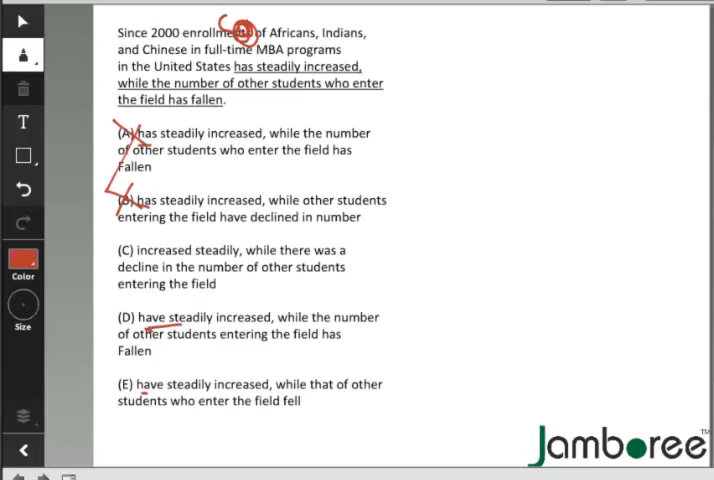 Since 2000 enrollments of Africans, Indians,
and Chinese in full-time MBA programs
in the United States has steadily increased,
while the number of other students who enter
the field has fallen.
(A) has steadily increased, while the number
of other students who enter the field has
Fallen
(B) has steadily increased, while other students
entering the field have declined in number
(C) increased steadily, while there was a
decline in the number of other students
entering the field
(D) have steadily increased, while the number
of other students entering the field has
Fallen
(E) have steadily increased, while that of other
students who enter the field fell
T
Color
Size
Jamboree™